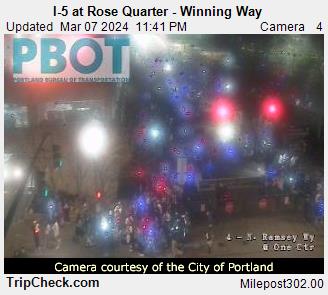 I-5 at Rose Quarter - Winning Way
Updated Mar 07 2024 11:41 PM Camera 4
PBOT
PORTLAND BUREAU OF TRANSPORTATION
4 - N. Ramsey Wy
@ One Ctr
Camera courtesy of the City of Portland
TripCheck.com Milepost302.00